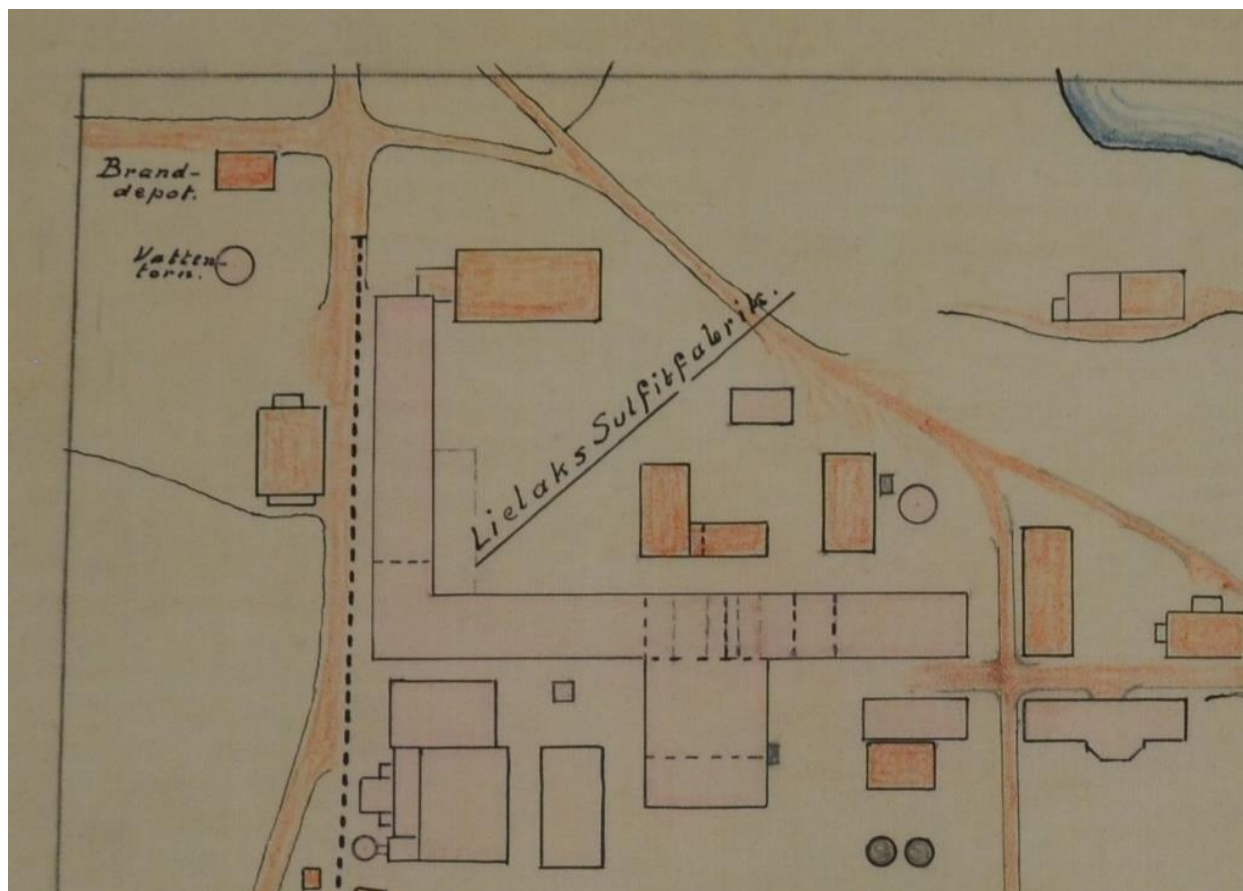 Brand-
depot.
Vatten-
torn.
Lielaks Sulfitfabrik.